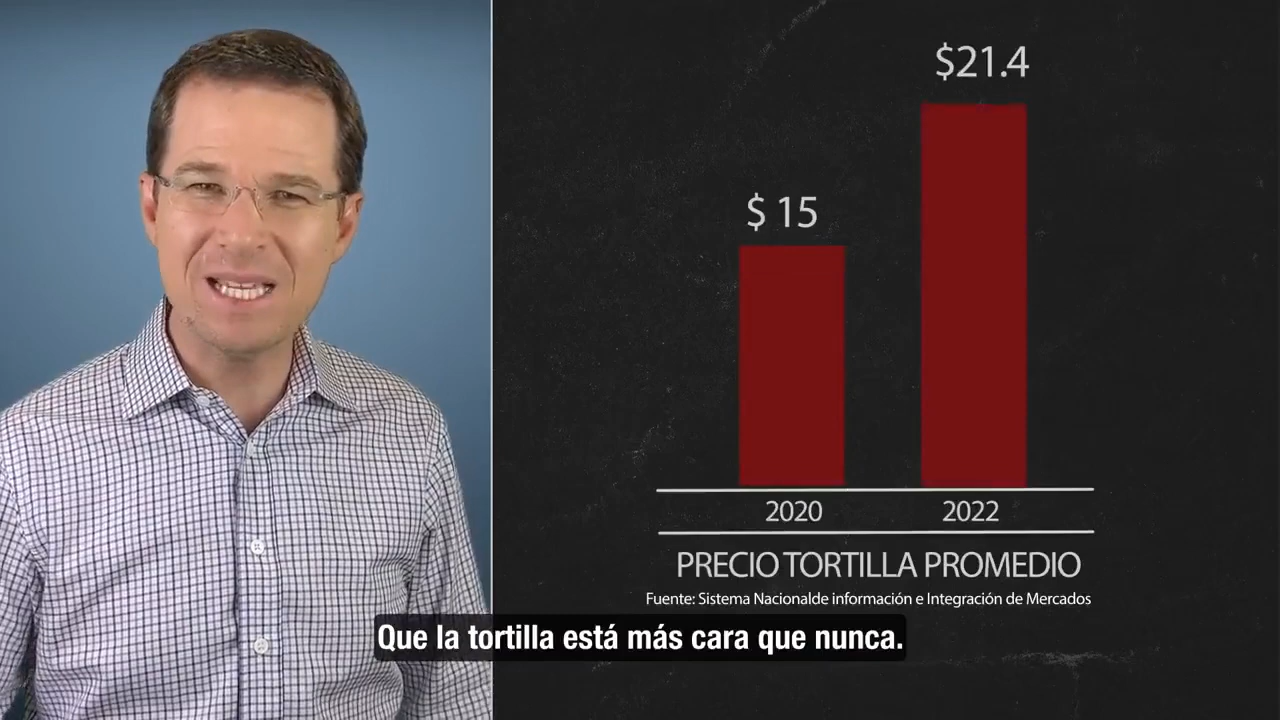 $21.4
$ 15
2020 2022
PRECIO TORTILLA PROMEDIO
Fuente: Sistema Nacionalde información e Integración de Mercados
Que la tortilla está más cara que nunca.